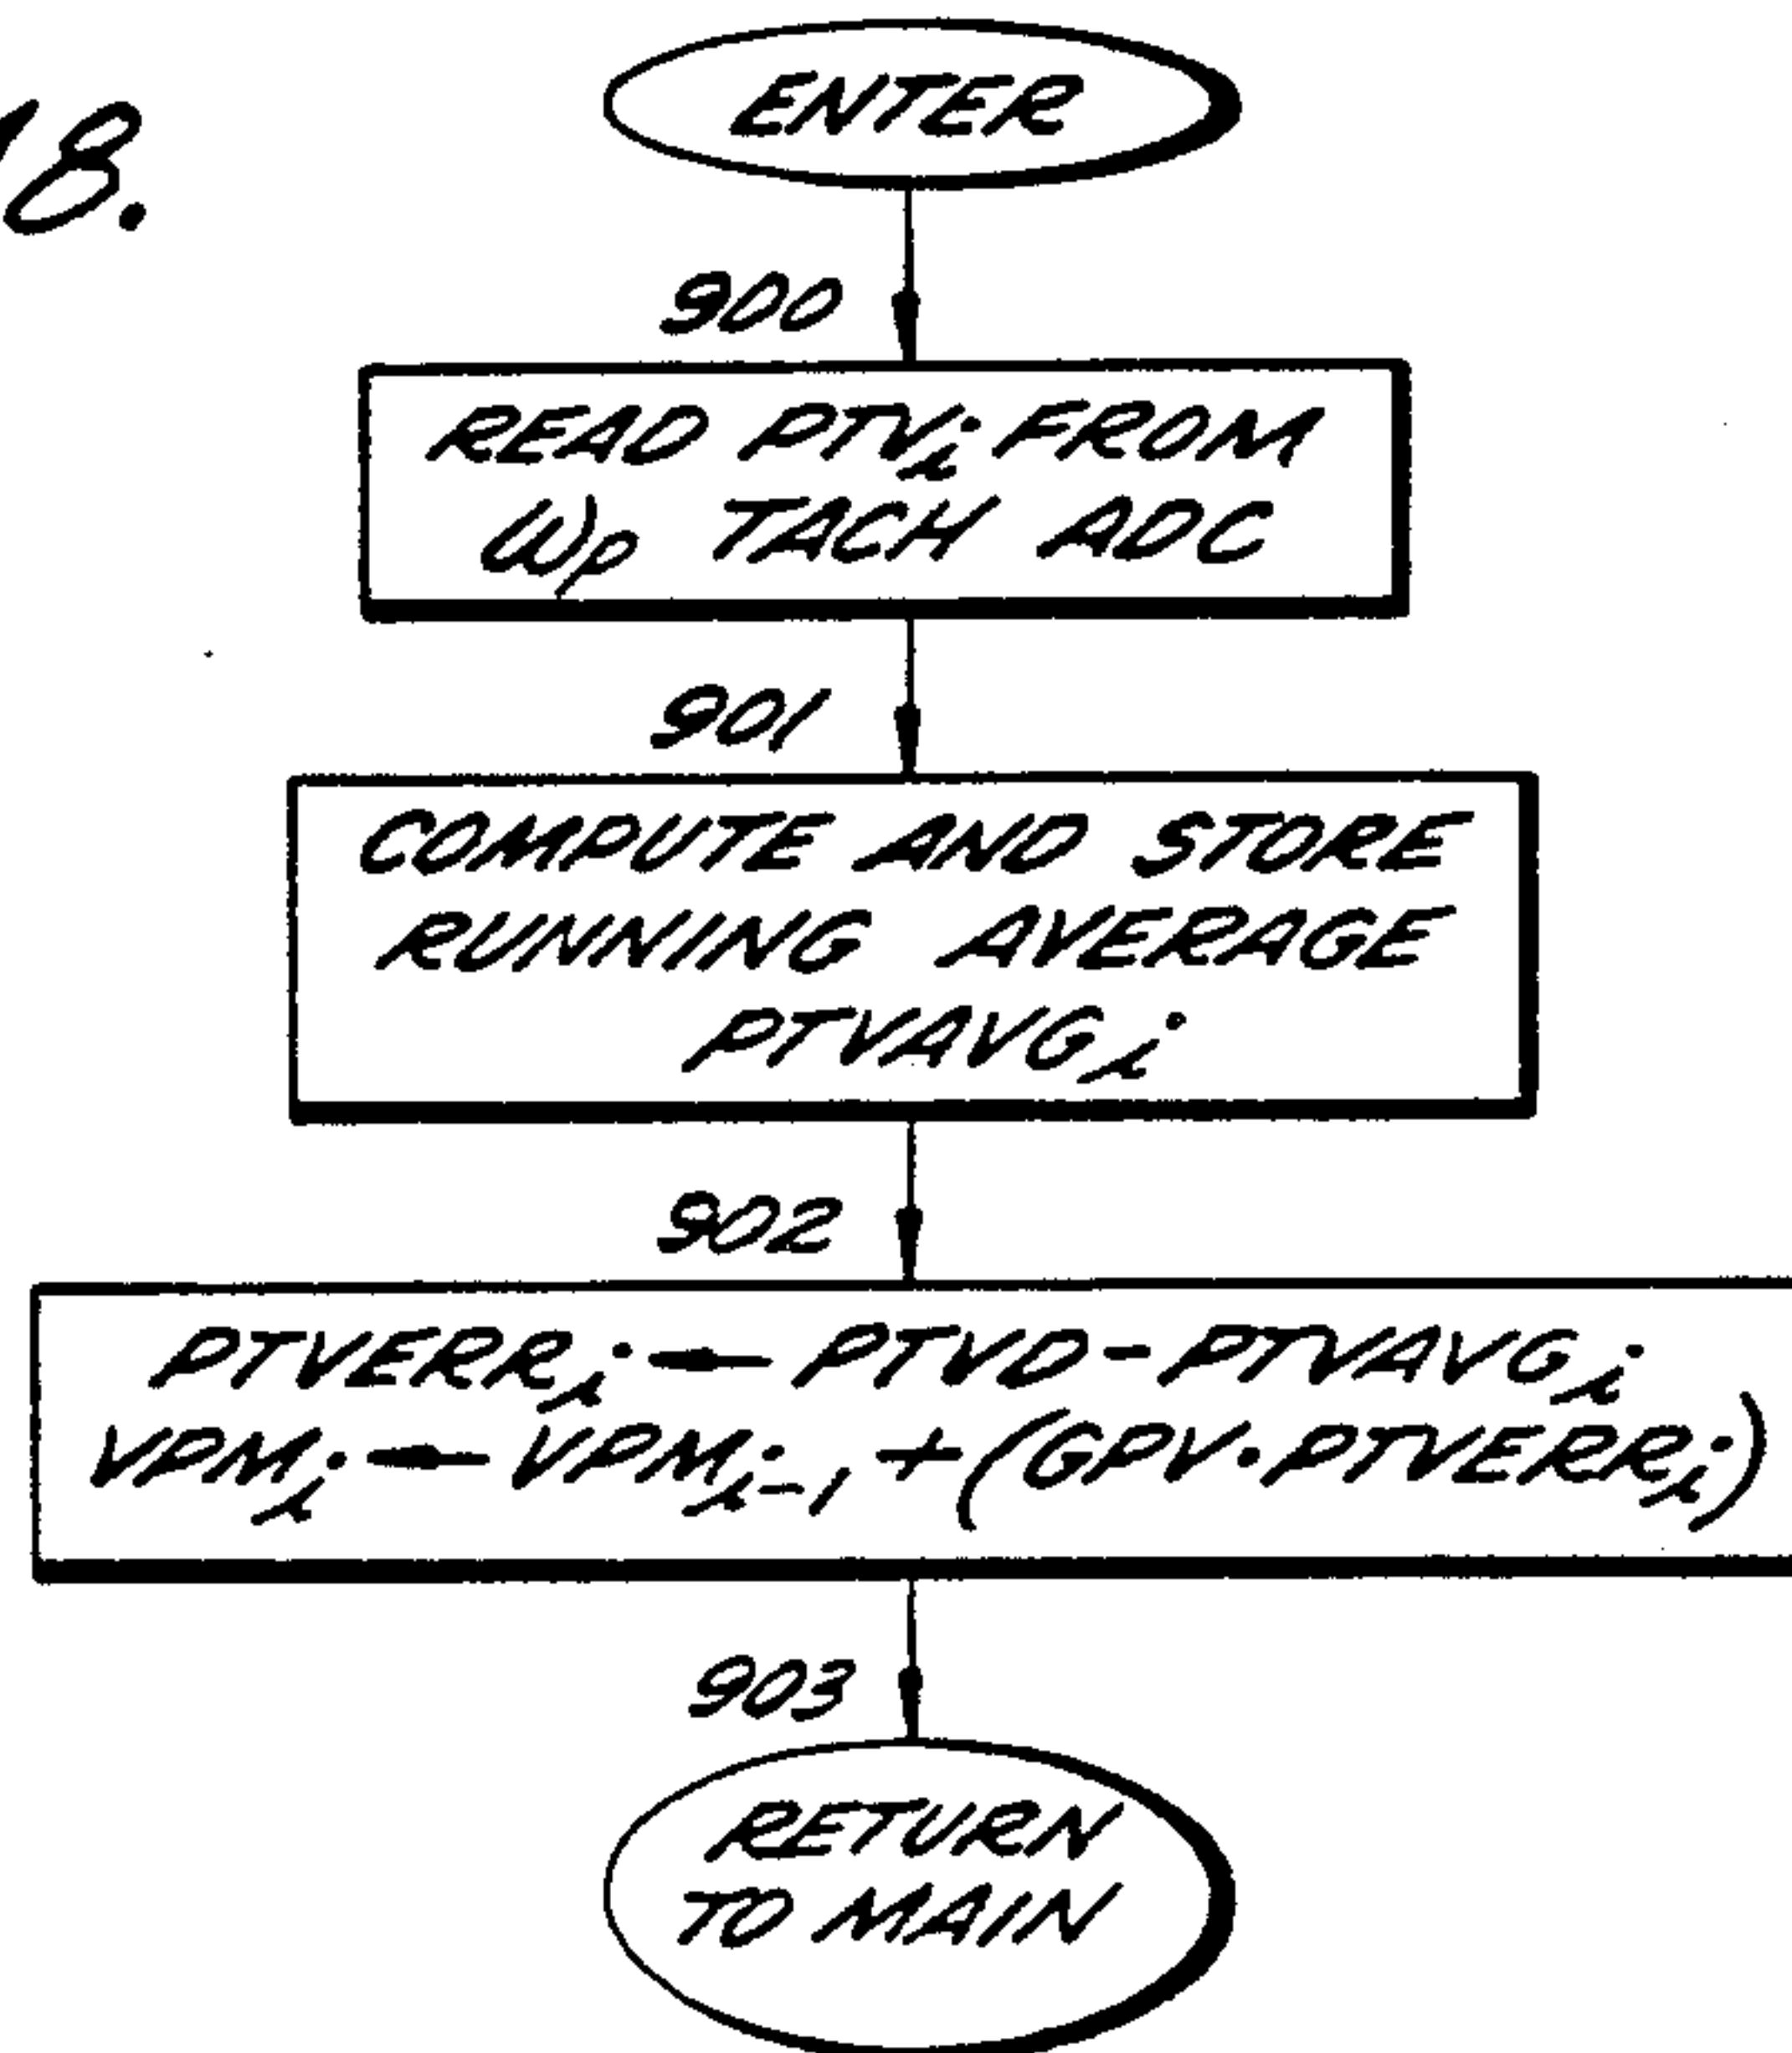 18.
ENTER
900
READ PTVᵢ FROM
ωp TACH ADC
901
COMPUTE AND STORE
RUNNING AVERAGE
PTVAVGᵢ
902
PTVERRᵢ ← PTVD - PTVAVGᵢ
VPMᵢ ← VPMᵢ₋₁ + (GPV·PTVERRᵢ)
903
RETURN
TO MAIN